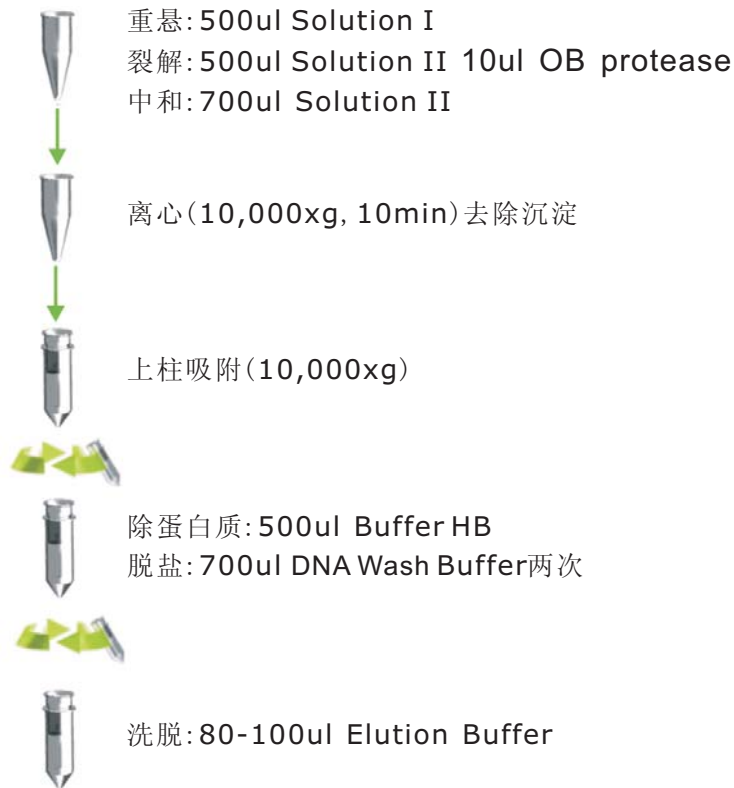 重悬:500ul Solution I
裂解:500ul Solution II 10ul OB protease
中和:700ul Solution II
离心(10,000xg, 10min)去除沉淀
上柱吸附(10,000xg)
除蛋白质:500ul Buffer HB
脱盐:700ul DNA Wash Buffer两次
洗脱:80-100ul Elution Buffer